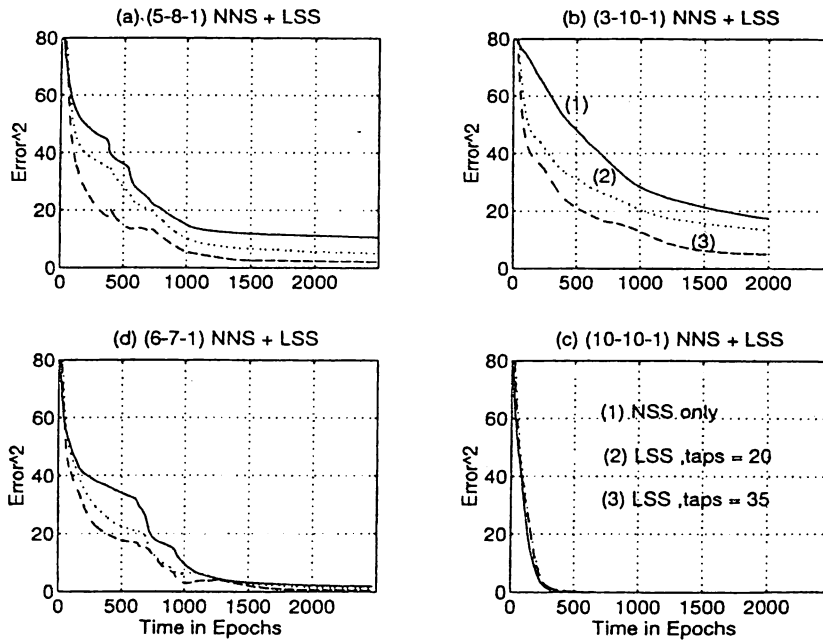 (a) (5-8-1) NNS + LSS
80
60
40
20
0
Error^2
0 500 1000 1500 2000
(b) (3-10-1) NNS + LSS
80
60
40
20
0
Error^2
(1)
(2)
(3)
0 500 1000 1500 2000
(d) (6-7-1) NNS + LSS
80
60
40
20
0
Error^2
0 500 1000 1500 2000
Time in Epochs
(c) (10-10-1) NNS + LSS
80
60
40
20
0
Error^2
(1) NSS only
(2) LSS ,taps = 20
(3) LSS ,taps = 35
0 500 1000 1500 2000
Time in Epochs